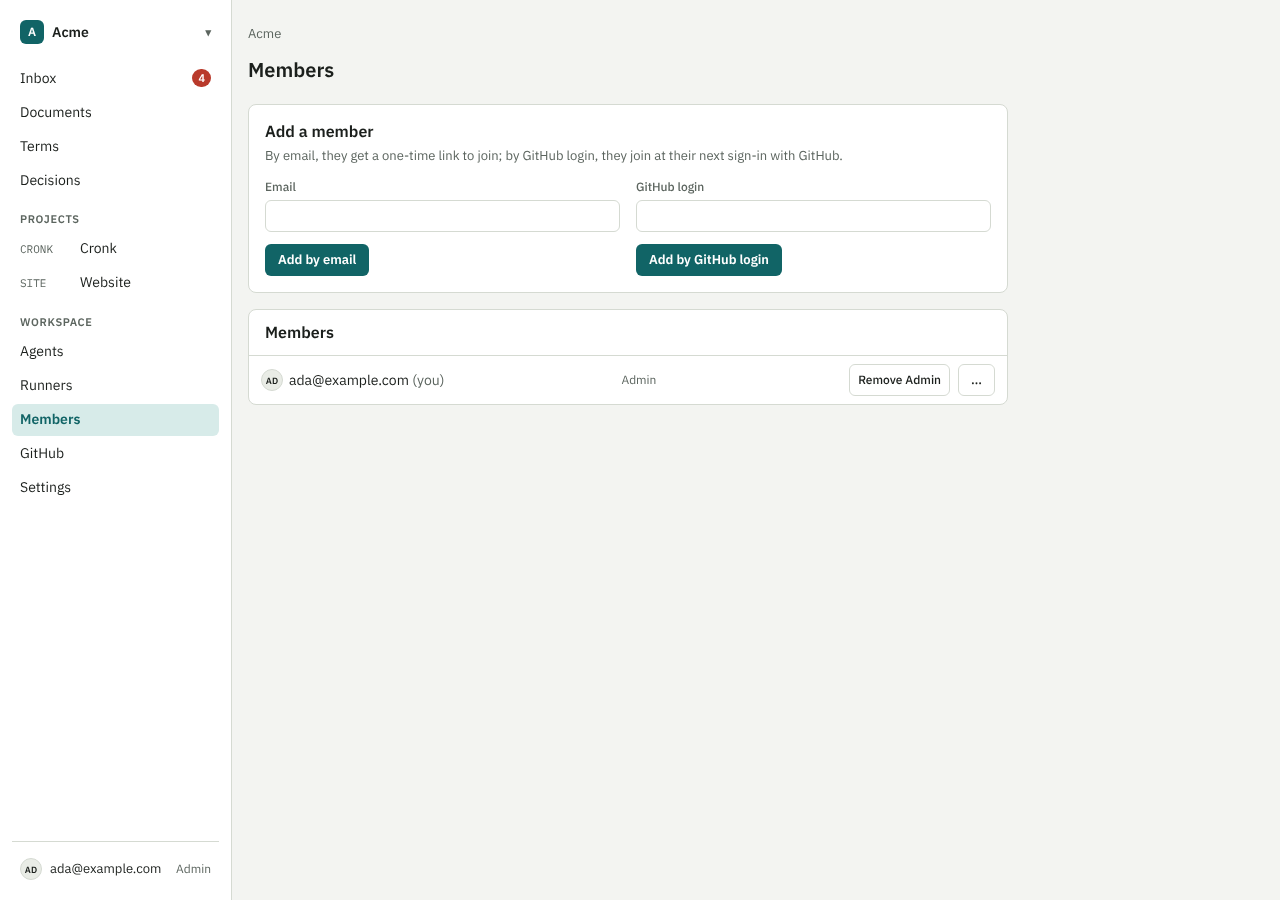 A Acme ▾
Inbox 4
Documents
Terms
Decisions
PROJECTS
CRONK Cronk
SITE Website
WORKSPACE
Agents
Runners
Members
GitHub
Settings
AD ada@example.com Admin
Acme
Members
Add a member
By email, they get a one-time link to join; by GitHub login, they join at their next sign-in with GitHub.
Email GitHub login
Add by email Add by GitHub login
Members
AD ada@example.com (you) Admin Remove Admin ...